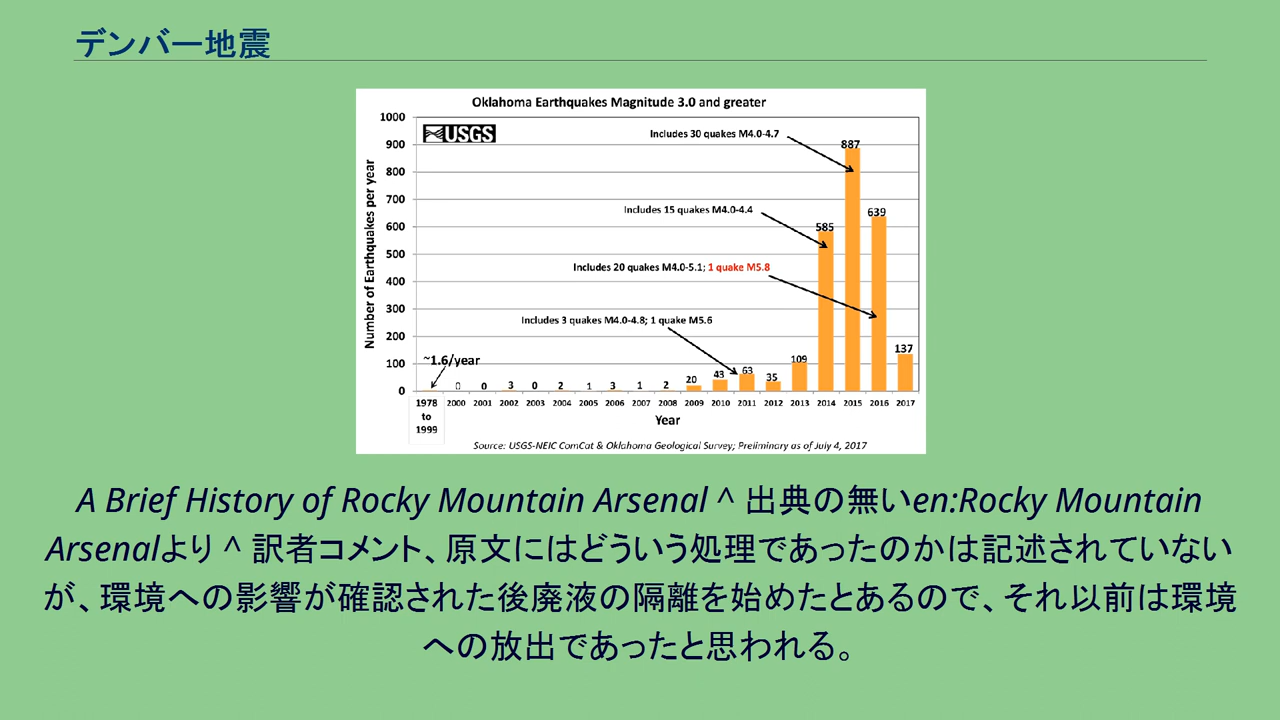 デンバー地震
Oklahoma Earthquakes Magnitude 3.0 and greater
USGS
Number of Earthquakes per year
1000
900
800
700
600
500
400
300
200
100
0
Includes 30 quakes M4.0-4.7
Includes 15 quakes M4.0-4.4
Includes 20 quakes M4.0-5.1; 1 quake M5.8
Includes 3 quakes M4.0-4.8; 1 quake M5.6
~1.6/year
0 0 3 0 2 1 3 1 2 20 43 63 35 109 585 887 639 137
1978 to 1999 2000 2001 2002 2003 2004 2005 2006 2007 2008 2009 2010 2011 2012 2013 2014 2015 2016 2017
Year
Source: USGS-NEIC ComCat & Oklahoma Geological Survey; Preliminary as of July 4, 2017
A Brief History of Rocky Mountain Arsenal ^ 出典の無いen:Rocky Mountain
Arsenalより ^ 訳者コメント、原文にはどういう処理であったのかは記述されていない
が、環境への影響が確認された後廃液の隔離を始めたとあるので、それ以前は環境
への放出であったと思われる。